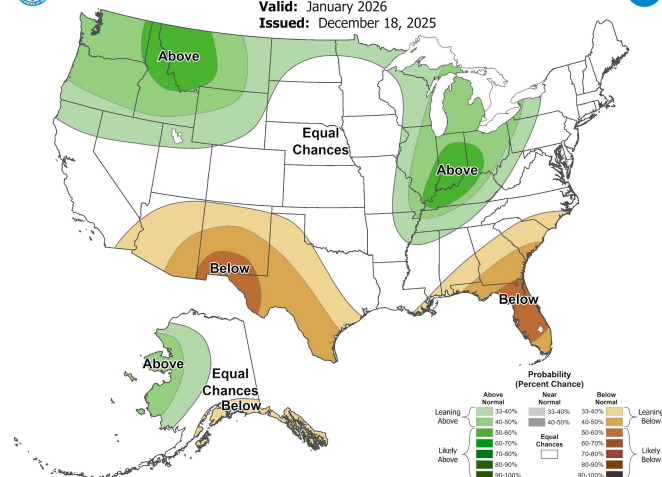 Valid: January 2026
Issued: December 18, 2025
Above
Equal
Chances
Above
Below
Below
Above
Equal
Chances
Below
Probability
(Percent Chance)
Above
Normal
Near
Normal
Below
Normal
Leaning
Above
33-40%
33-40%
33-40%
Leaning
Below
40-50%
40-50%
40-50%
50-60%
50-60%
Equal
Chances
60-70%
60-70%
Likely
Above
70-80%
70-80%
Likely
Below
80-90%
80-90%
90-100%
90-100%